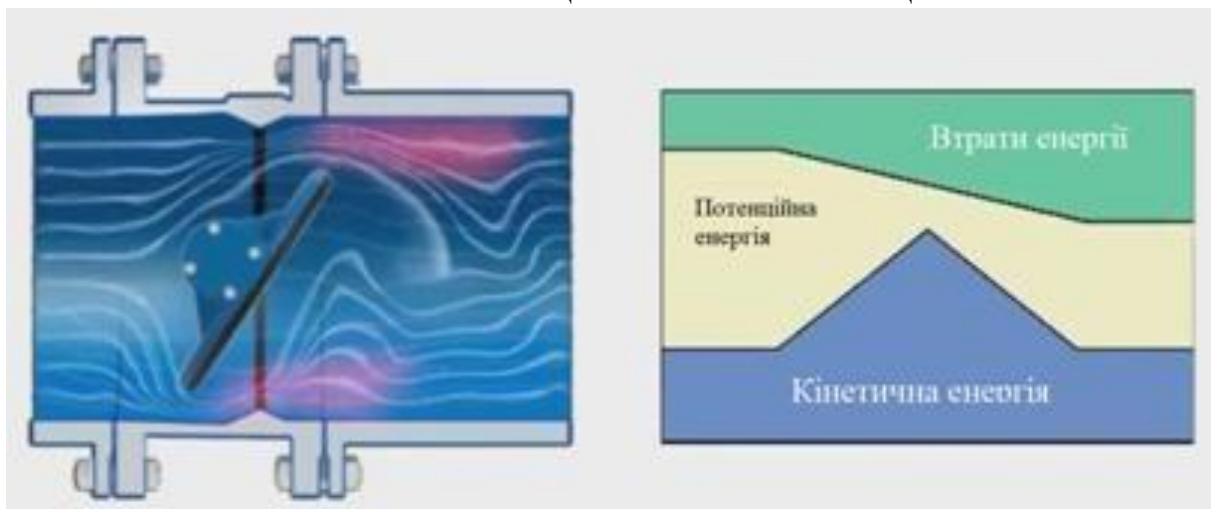 Втрати енергії
Потенційна
енергія
Кінетична енергія